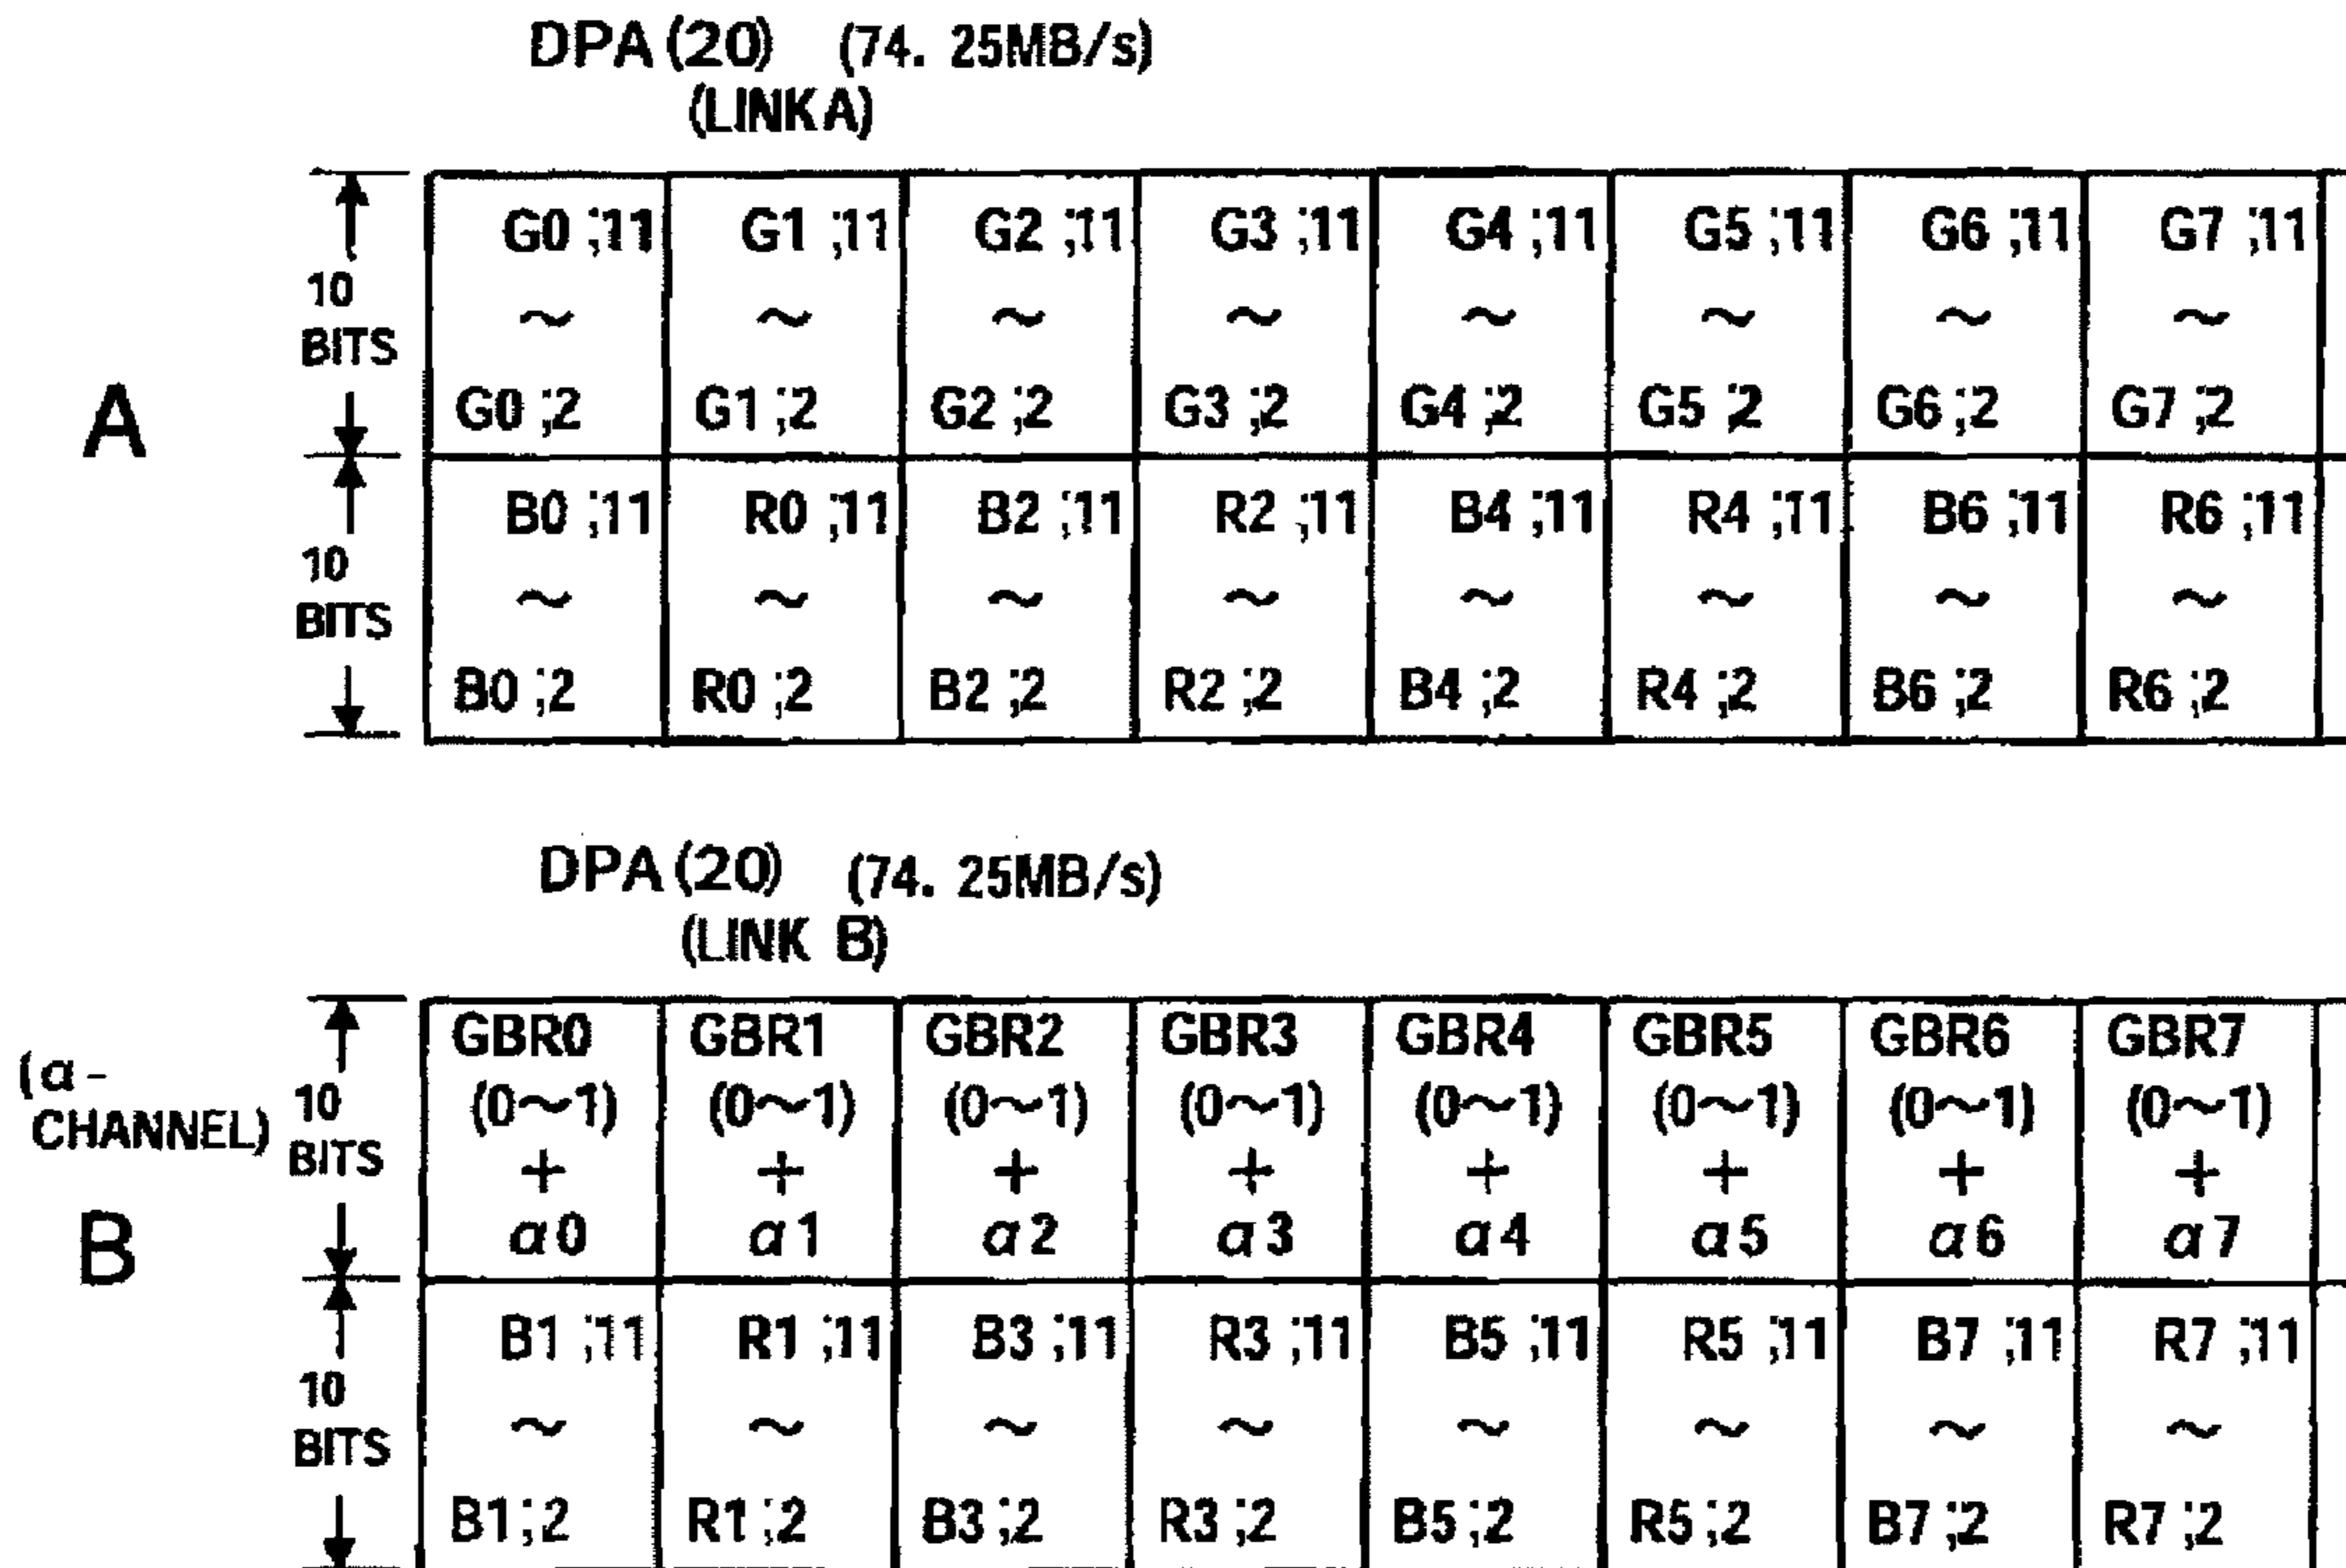 DPA(20) (74. 25MB/s)
(LINKA)
G0 ;11 G1 ;11 G2 ;11 G3 ;11 G4 ;11 G5 ;11 G6 ;11 G7 ;11
10
BITS
~ ~ ~ ~ ~ ~ ~ ~
G0 ;2 G1 ;2 G2 ;2 G3 ;2 G4 ;2 G5 ;2 G6 ;2 G7 ;2
A
B0 ;11 R0 ;11 B2 ;11 R2 ;11 B4 ;11 R4 ;11 B6 ;11 R6 ;11
10
BITS
~ ~ ~ ~ ~ ~ ~ ~
B0 ;2 R0 ;2 B2 ;2 R2 ;2 B4 ;2 R4 ;2 B6 ;2 R6 ;2
DPA(20) (74. 25MB/s)
(LINK B)
GBR0 GBR1 GBR2 GBR3 GBR4 GBR5 GBR6 GBR7
(α-
CHANNEL)
10
BITS
(0~1) (0~1) (0~1) (0~1) (0~1) (0~1) (0~1) (0~1)
+ + + + + + + +
α0 α1 α2 α3 α4 α5 α6 α7
B
B1 ;11 R1 ;11 B3 ;11 R3 ;11 B5 ;11 R5 ;11 B7 ;11 R7 ;11
10
BITS
~ ~ ~ ~ ~ ~ ~ ~
B1;2 R1;2 B3;2 R3;2 B5;2 R5;2 B7;2 R7;2